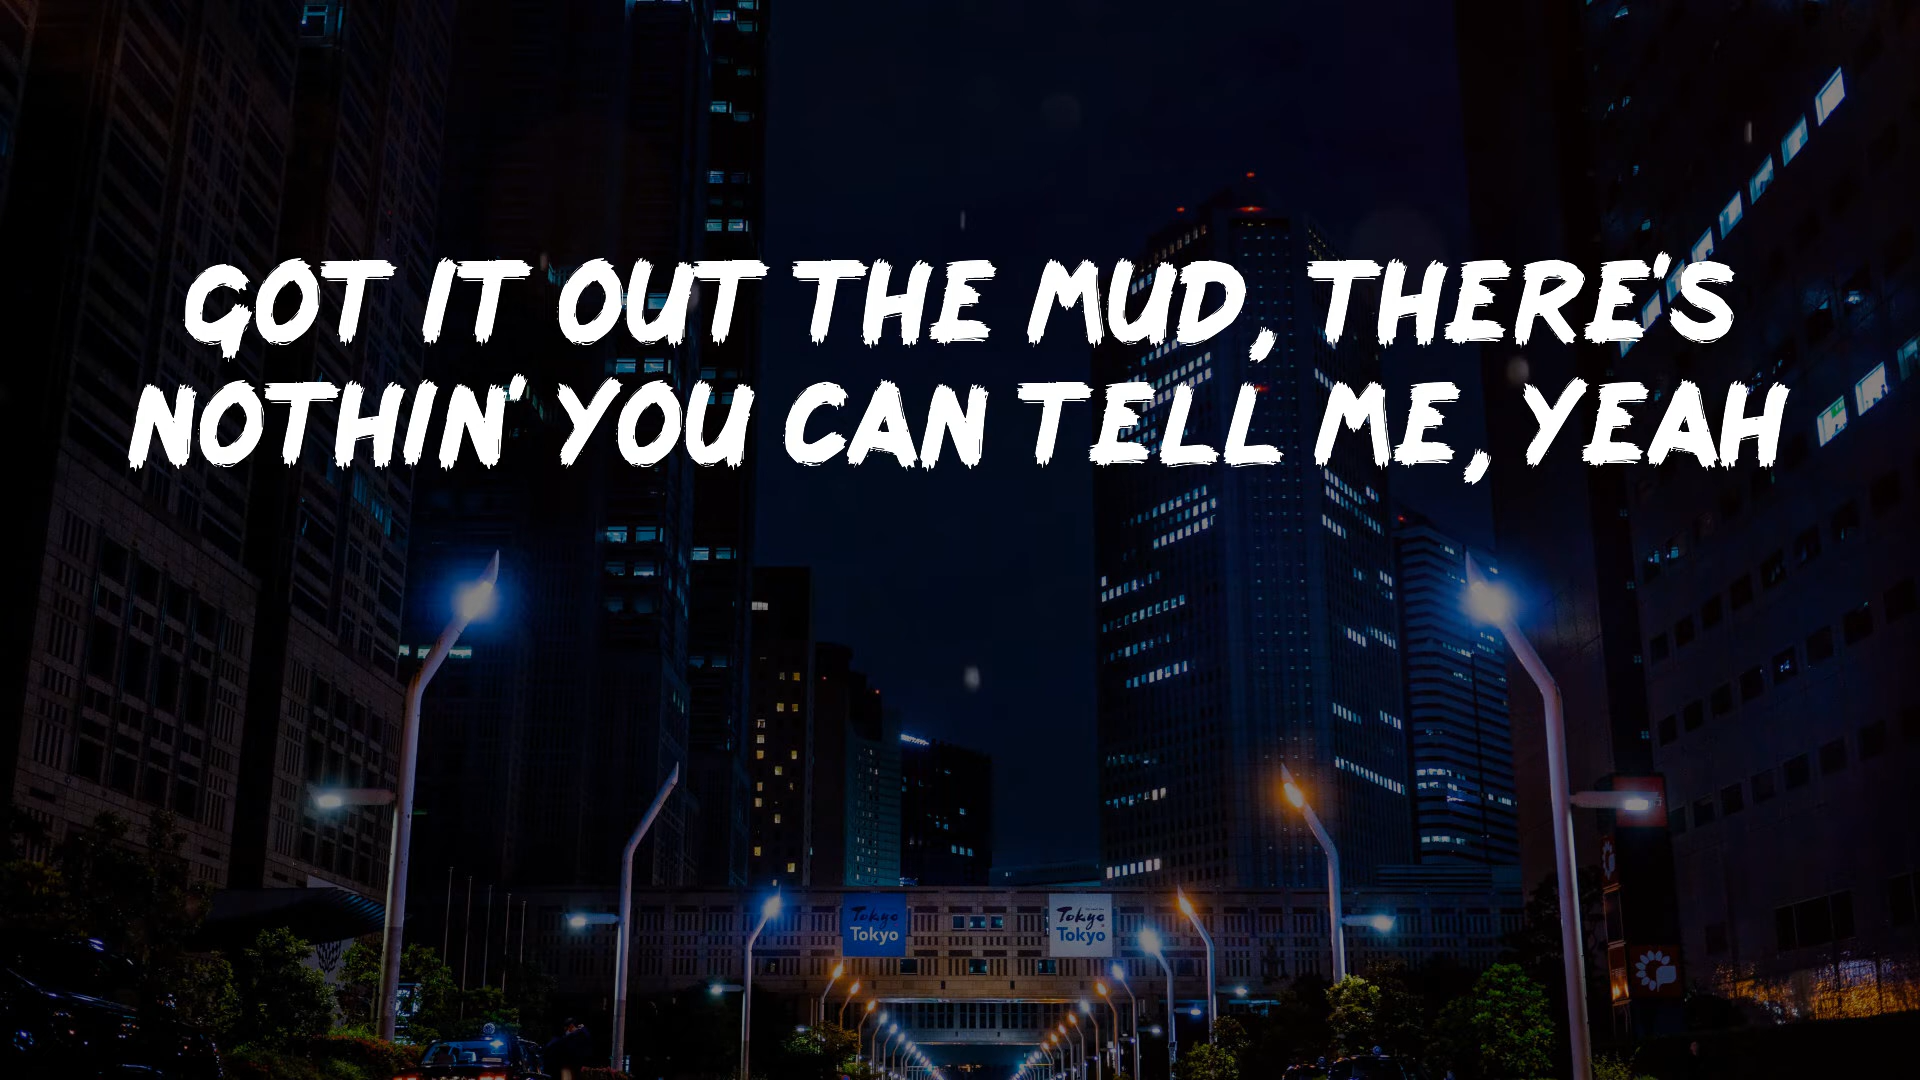 GOT IT OUT THE MUD, THERE'S
NOTHIN' YOU CAN TELL ME, YEAH
Tokyo
Tokyo
Tokyo
Tokyo